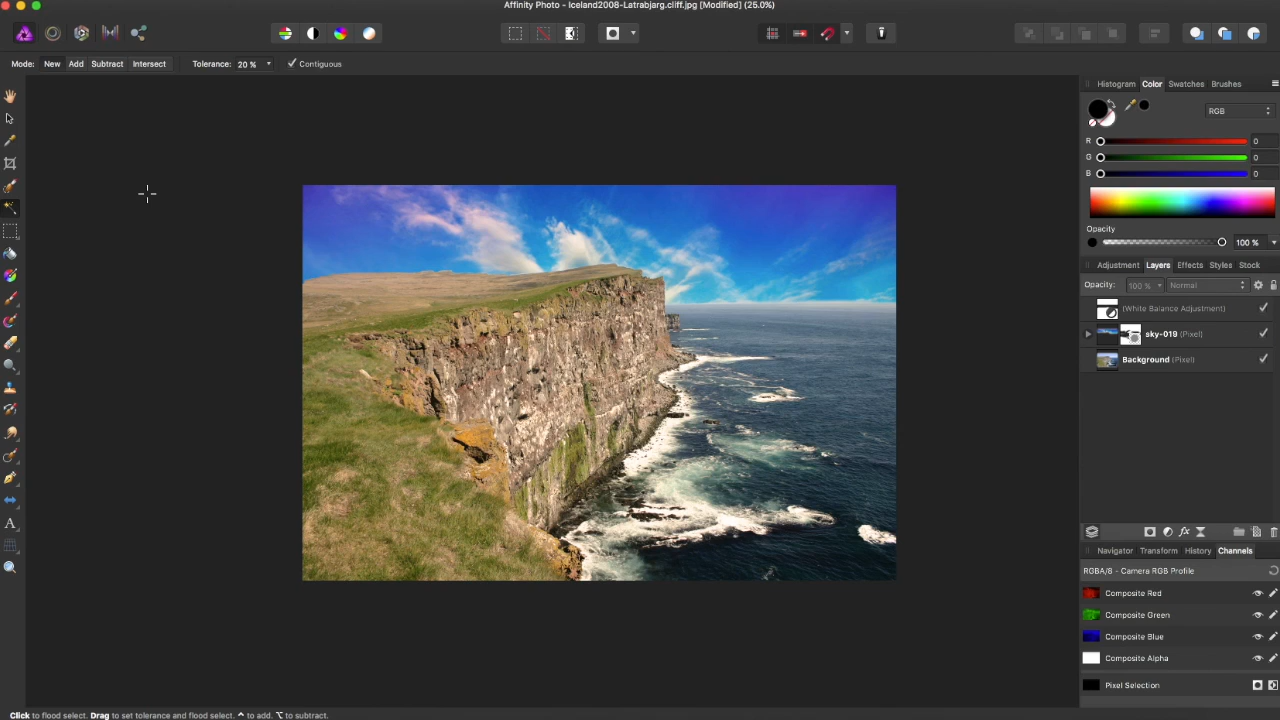 Affinity Photo - Iceland2008-Latrabjarg.cliff.jpg [Modified] (25.0%)
Mode: New Add Subtract Intersect Tolerance: 20 % Contiguous
Histogram Color Swatches Brushes
RGB
R 0
G 0
B 0
Opacity
100 %
Adjustment Layers Effects Styles Stock
Opacity: 100 % Normal
(White Balance Adjustment)
sky-019 (Pixel)
Background (Pixel)
fx
Navigator Transform History Channels
RGBA/8 - Camera RGB Profile
Composite Red
Composite Green
Composite Blue
Composite Alpha
Pixel Selection
Click to flood select. Drag to set tolerance and flood select. ⌃ to add. ⌥ to subtract.